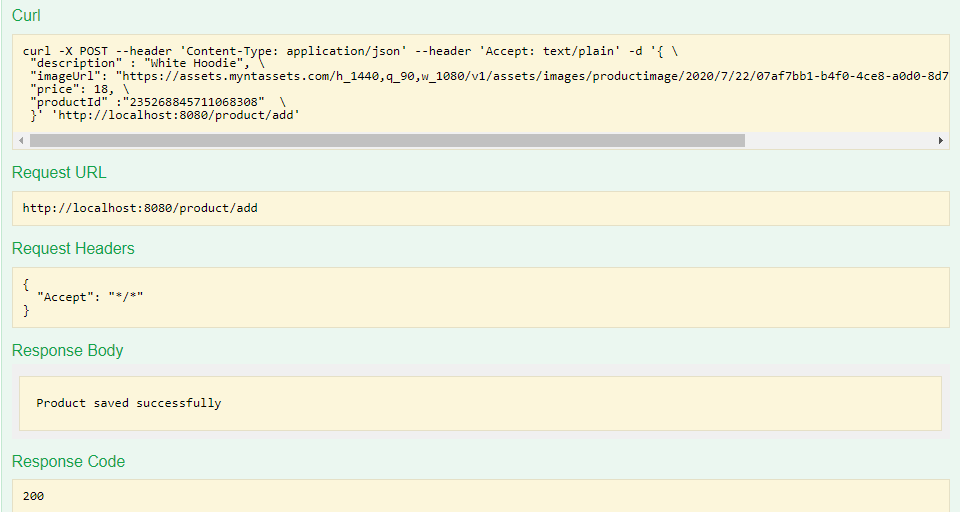 Curl
curl -X POST --header 'Content-Type: application/json' --header 'Accept: text/plain' -d '{ \
"description" : "White Hoodie", \
"imageUrl": "https://assets.myntassets.com/h_1440,q_90,w_1080/v1/assets/images/productimage/2020/7/22/07af7bb1-b4f0-4ce8-a0d0-8d7
"price": 18, \
"productId" :"235268845711068308"  \
}' 'http://localhost:8080/product/add'
Request URL
http://localhost:8080/product/add
Request Headers
{
"Accept": "*/*"
}
Response Body
Product saved successfully
Response Code
200